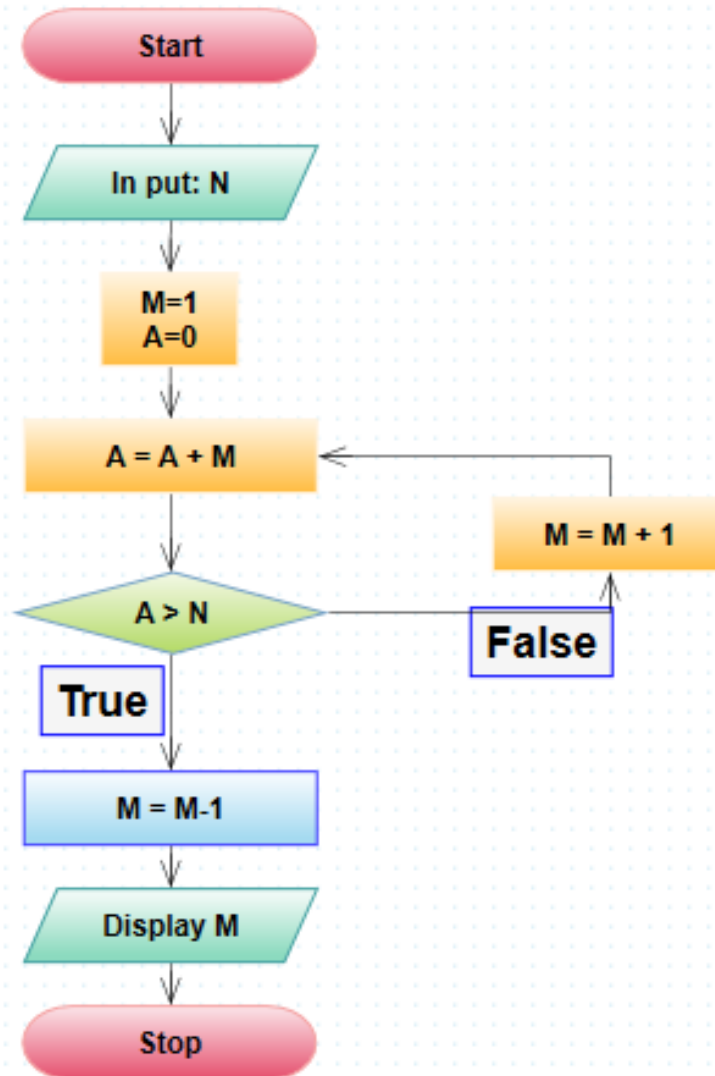 Start
In put: N
M=1
A=0
A = A + M
M = M + 1
A > N
False
True
M = M-1
Display M
Stop